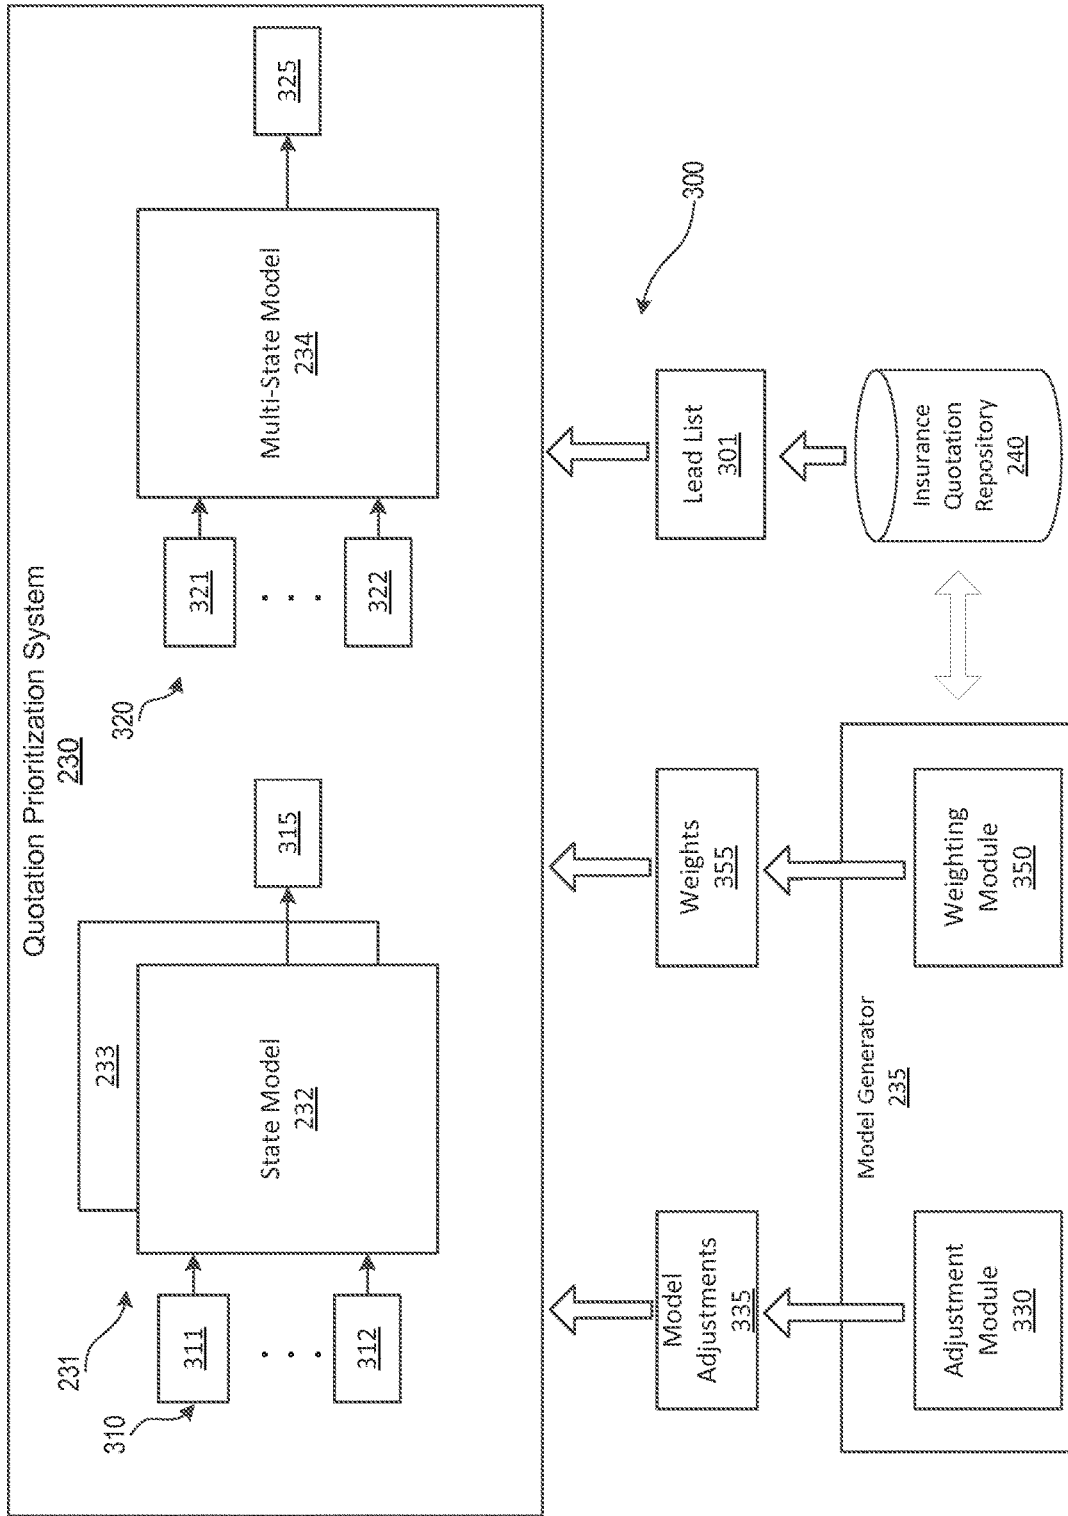 Quotation Prioritization System
230
231
310
311
. . .
312
233
State Model
232
315
320
321
. . .
322
Multi-State Model
234
325
300
Model
Adjustments
335
Weights
355
Lead List
301
Model Generator
235
Adjustment
Module
330
Weighting
Module
350
Insurance
Quotation
Repository
240